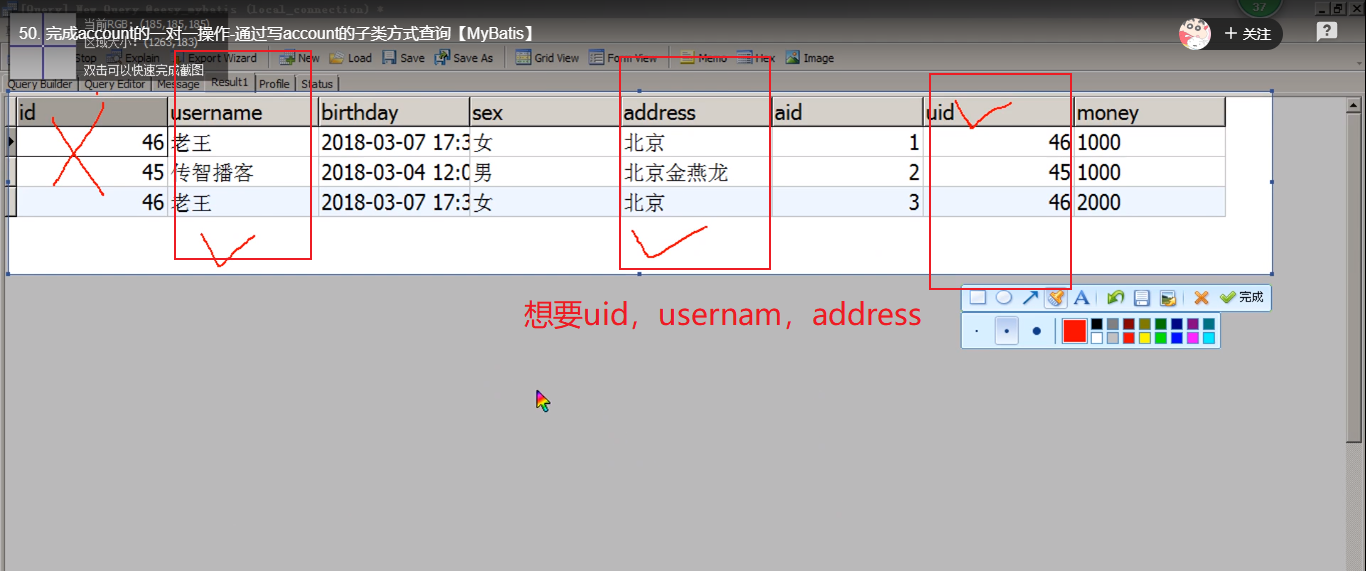 [Query] New Query
(local_connection) *
37
当前RGB：(185,185,185)
50. 完成account的一对一操作-通过写account的子类方式查询【MyBatis】
+ 关注
区域大小：(1265,183)
Stop Explain Export Wizard New Load Save Save As Grid View Form View Memo Hex Image
双击可以快速完成截图
Query Builder Query Editor Message Result1 Profile Status
id username birthday sex address aid uid money
46 老王 2018-03-07 17:3 女 北京 1 46 1000
45 传智播客 2018-03-04 12:0 男 北京金燕龙 2 45 1000
46 老王 2018-03-07 17:3 女 北京 3 46 2000
A 完成
想要uid，usernam，address